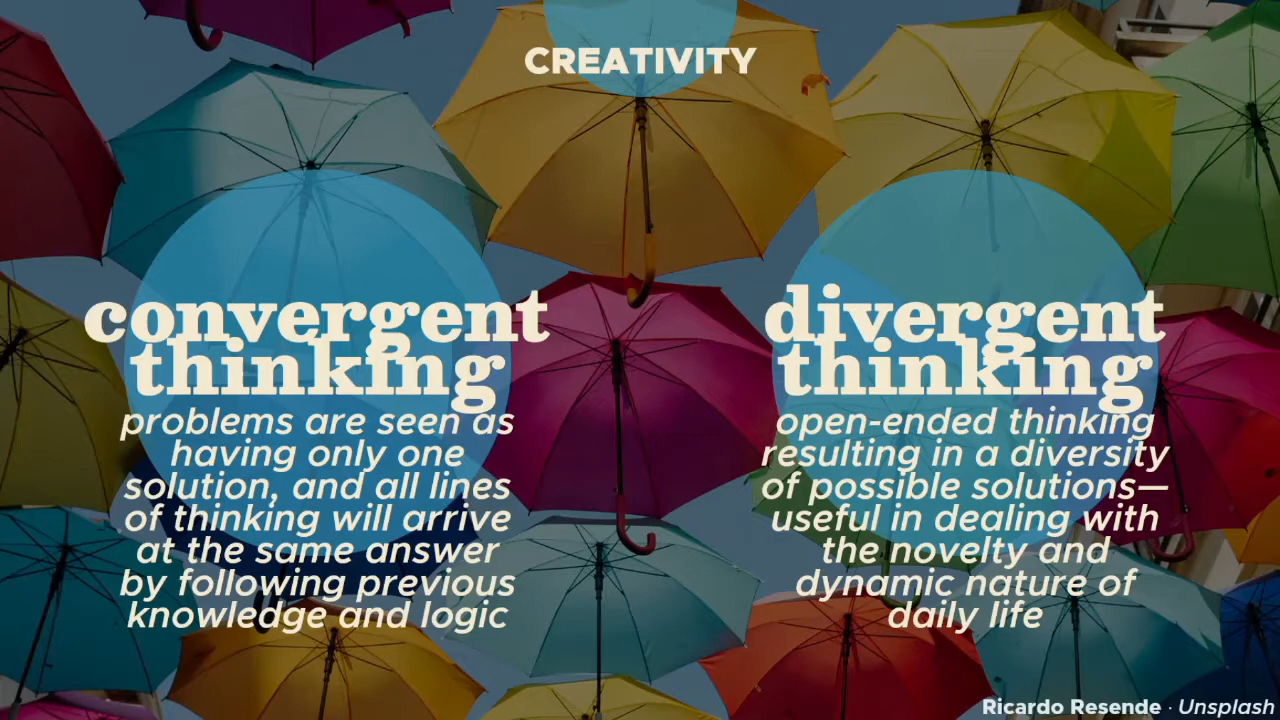 CREATIVITY
convergent
thinking
problems are seen as
having only one
solution, and all lines
of thinking will arrive
at the same answer
by following previous
knowledge and logic
divergent
thinking
open-ended thinking
resulting in a diversity
of possible solutions—
useful in dealing with
the novelty and
dynamic nature of
daily life
Ricardo Resende · Unsplash